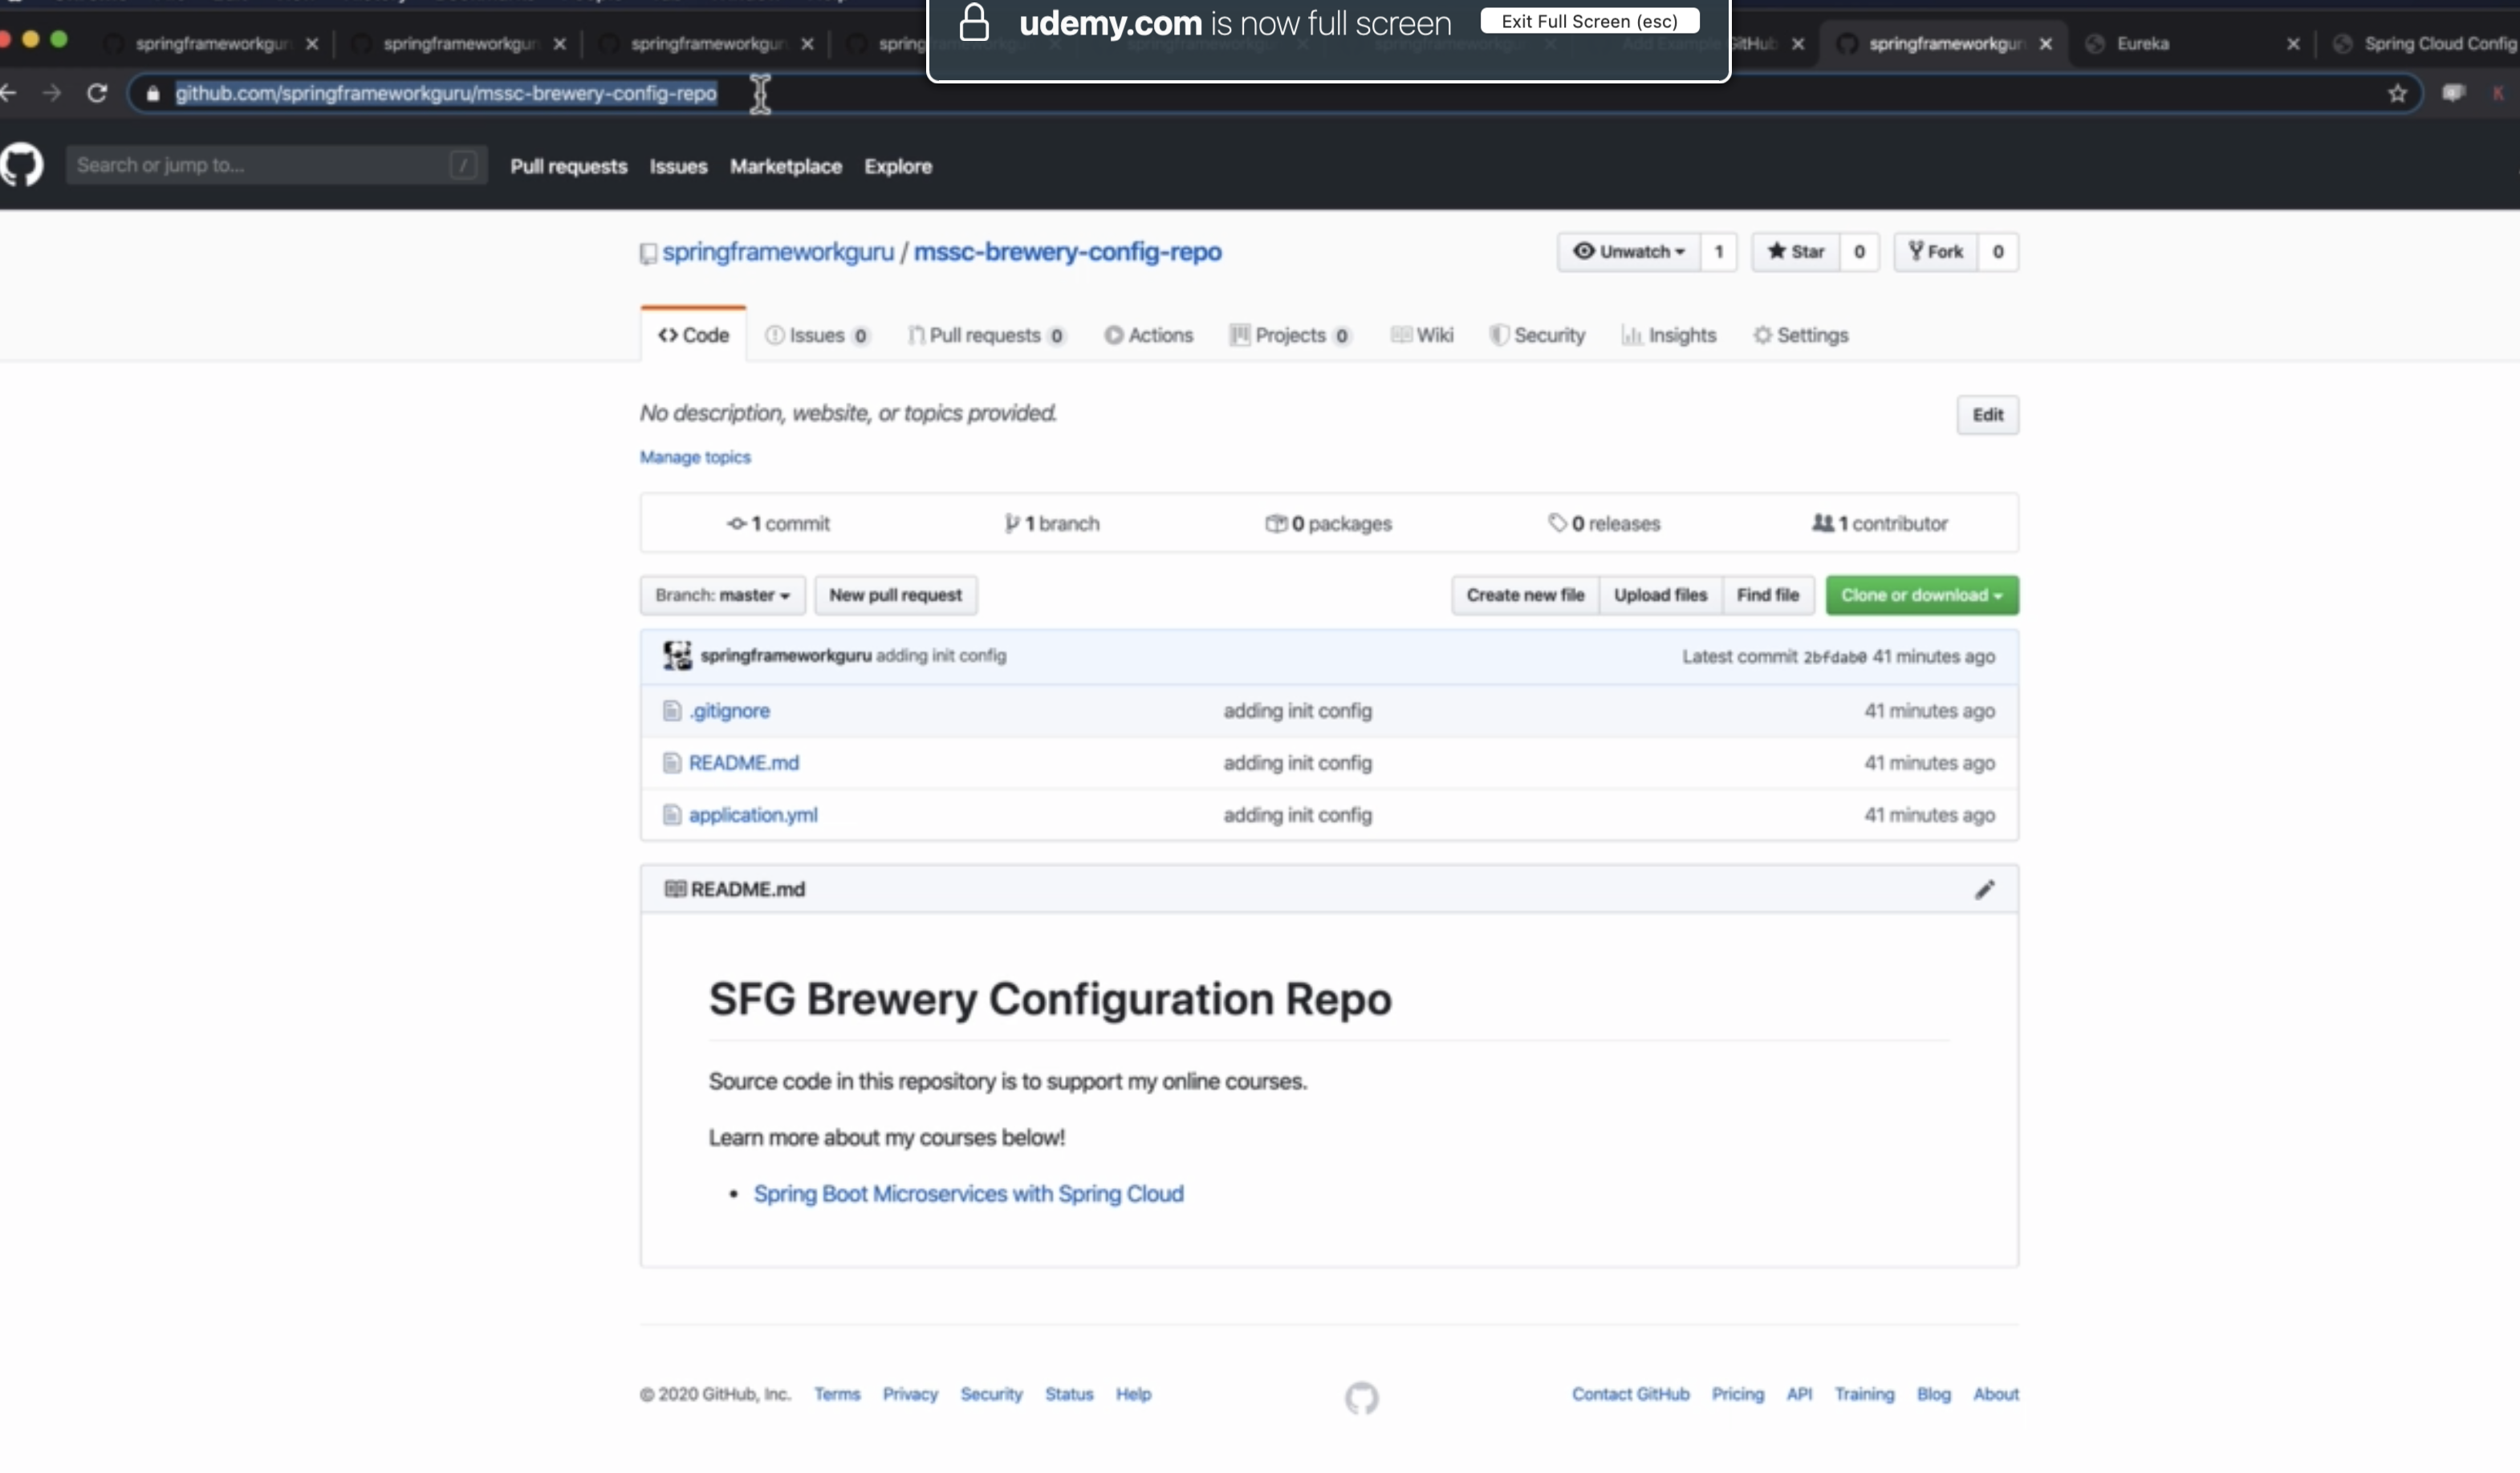 udemy.com is now full screen Exit Full Screen (esc)
springframeworkgur springframeworkgur springframeworkgur spring GitHub springframeworkgur Eureka Spring Cloud Config
github.com/springframeworkguru/mssc-brewery-config-repo
Search or jump to... / Pull requests Issues Marketplace Explore
springframeworkguru / mssc-brewery-config-repo Unwatch 1 Star 0 Fork 0
<> Code Issues 0 Pull requests 0 Actions Projects 0 Wiki Security Insights Settings
No description, website, or topics provided. Edit
Manage topics
1 commit 1 branch 0 packages 0 releases 1 contributor
Branch: master New pull request Create new file Upload files Find file Clone or download
springframeworkguru adding init config Latest commit 2bfdab0 41 minutes ago
.gitignore adding init config 41 minutes ago
README.md adding init config 41 minutes ago
application.yml adding init config 41 minutes ago
README.md
SFG Brewery Configuration Repo
Source code in this repository is to support my online courses.
Learn more about my courses below!
• Spring Boot Microservices with Spring Cloud
© 2020 GitHub, Inc. Terms Privacy Security Status Help Contact GitHub Pricing API Training Blog About